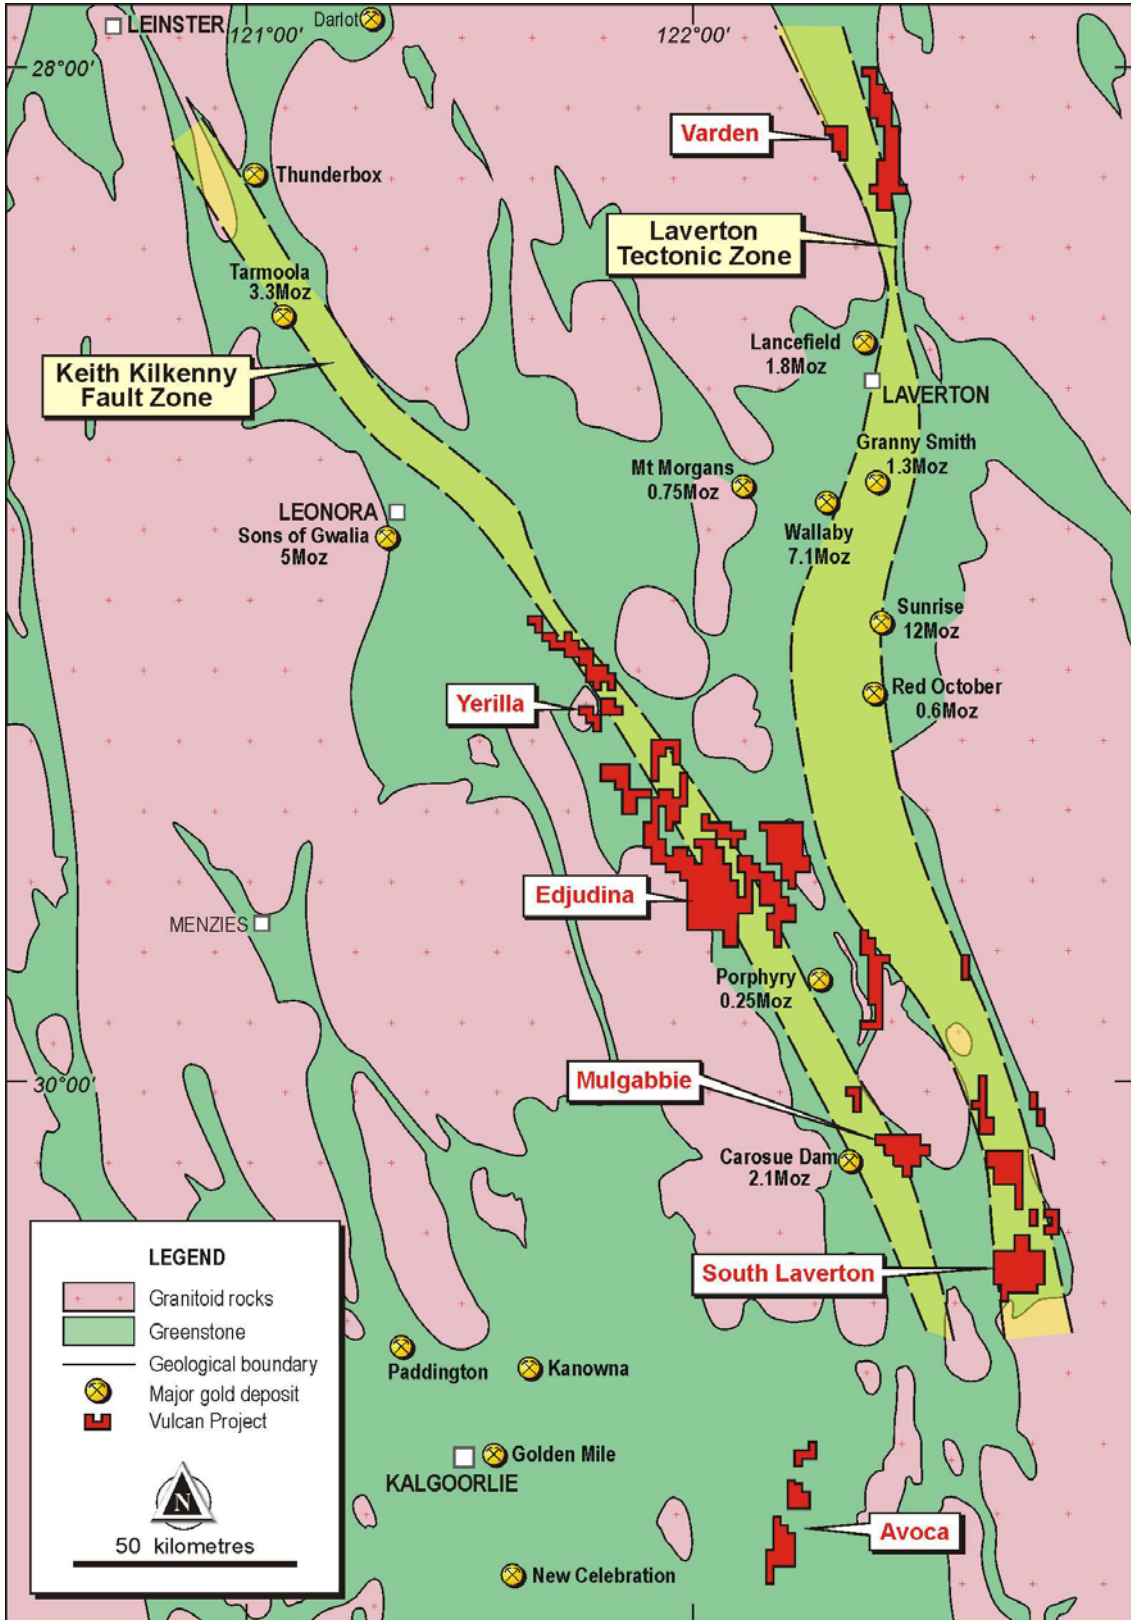 LEINSTER
Darlot
121°00'
122°00'
28°00'
Varden
Thunderbox
Laverton
Tectonic Zone
Tarmoola
3.3Moz
Keith Kilkenny
Fault Zone
Lancefield
1.8Moz
LAVERTON
Granny Smith
1.3Moz
Mt Morgans
0.75Moz
LEONORA
Sons of Gwalia
5Moz
Wallaby
7.1Moz
Sunrise
12Moz
Yerilla
Red October
0.6Moz
Edjudina
MENZIES
Porphyry
0.25Moz
30°00'
Mulgabbie
Carosue Dam
2.1Moz
South Laverton
LEGEND
Granitoid rocks
Greenstone
Geological boundary
Major gold deposit
Vulcan Project
N
50 kilometres
Paddington
Kanowna
Golden Mile
KALGOORLIE
Avoca
New Celebration